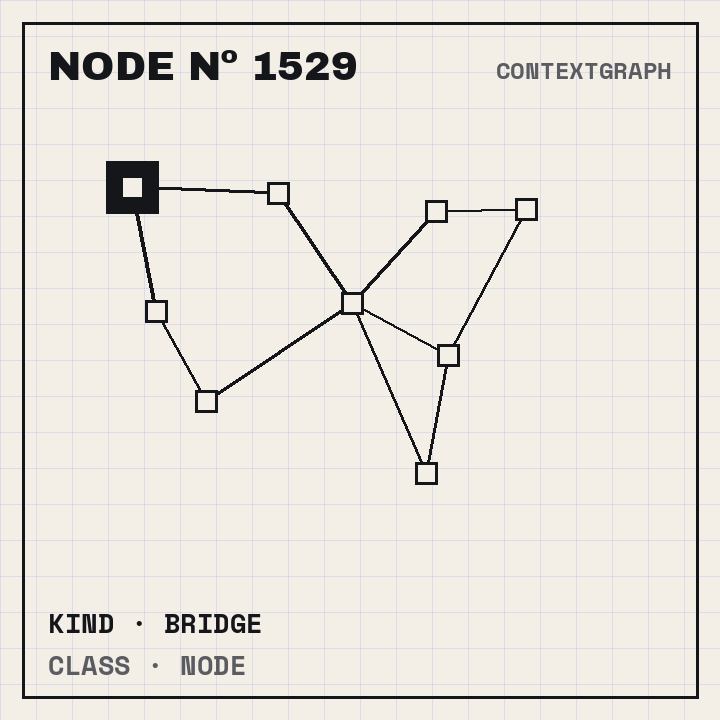 NODE Nº 1529
CONTEXTGRAPH
KIND · BRIDGE
CLASS · NODE